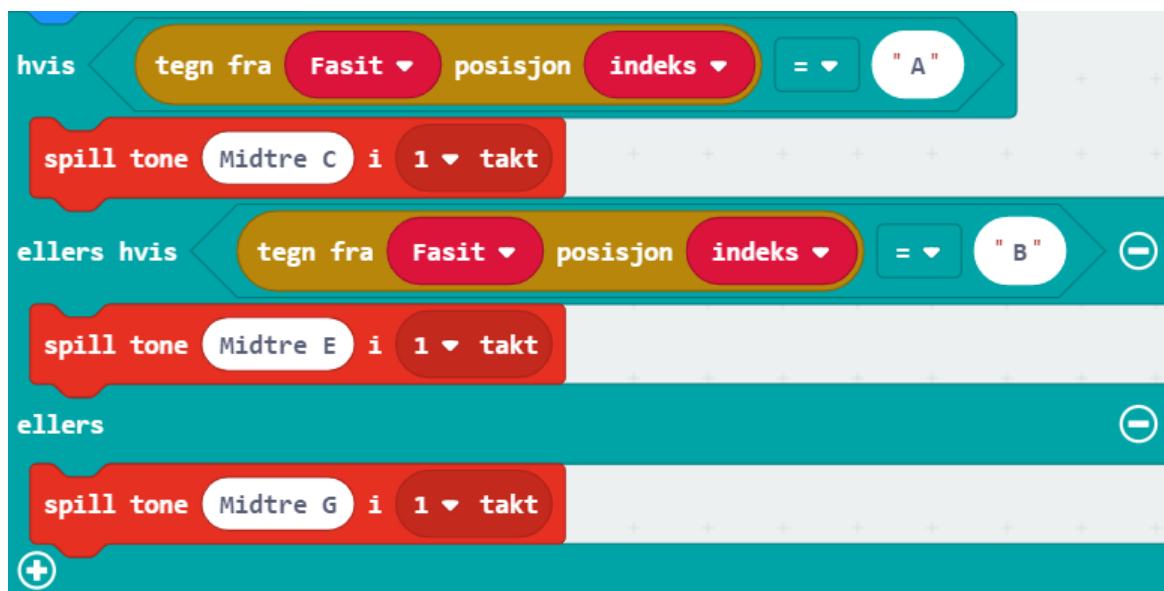 hvis tegn fra Fasit posisjon indeks = "A"
spill tone Midtre C i 1 takt
ellers hvis tegn fra Fasit posisjon indeks = "B"
spill tone Midtre E i 1 takt
ellers
spill tone Midtre G i 1 takt